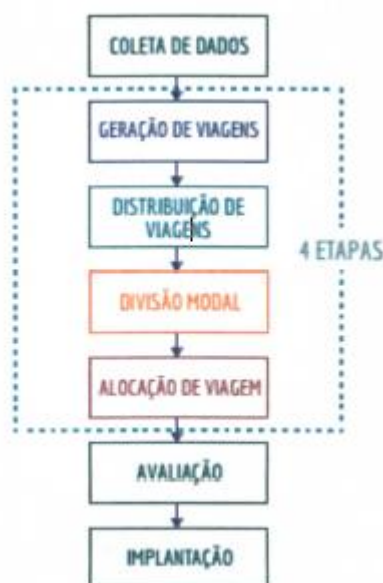 COLETA DE DADOS
GERAÇÃO DE VIAGENS
DISTRIBUIÇÃO DE
VIAGENS
4 ETAPAS
DIVISÃO MODAL
ALOCAÇÃO DE VIAGEM
AVALIAÇÃO
IMPLANTAÇÃO